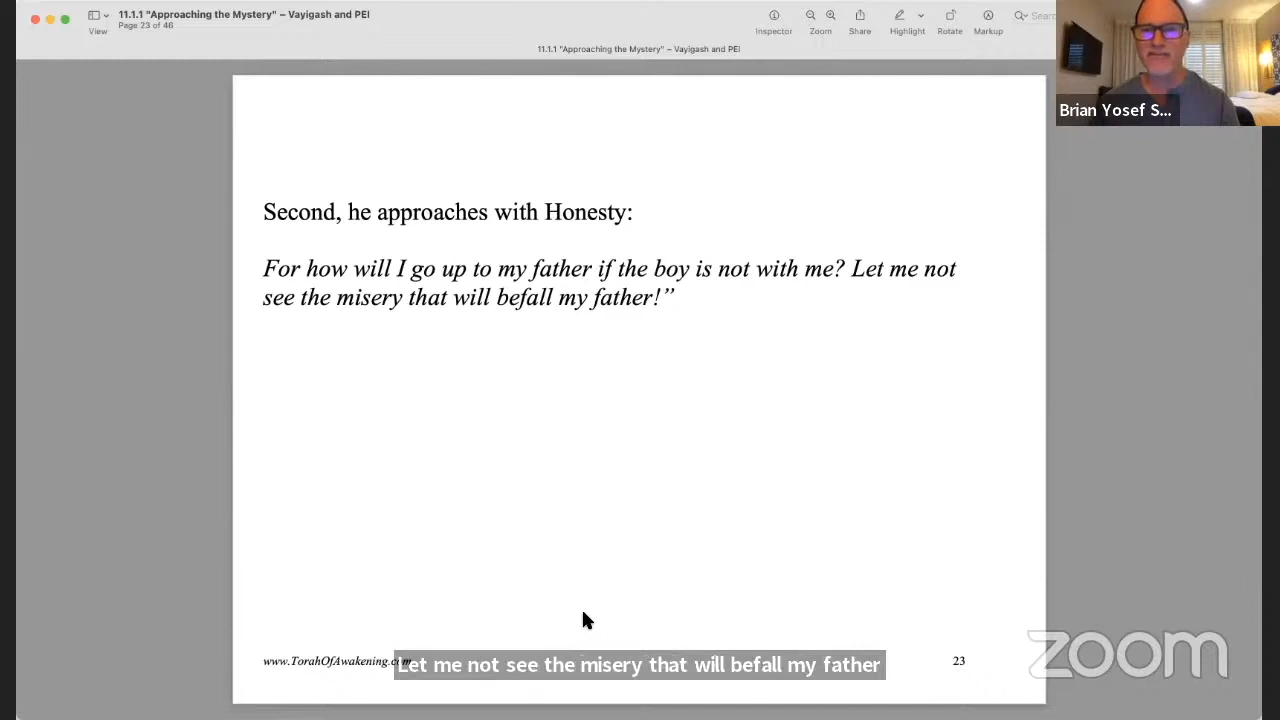 11.1.1 "Approaching the Mystery" – Vayigash and PEI
Page 23 of 46
View
Inspector
Zoom
Share
Highlight
Rotate
Markup
Sear
11.1.1 "Approaching the Mystery" – Vayigash and PEI
Brian Yosef S...
Second, he approaches with Honesty:
For how will I go up to my father if the boy is not with me? Let me not
see the misery that will befall my father!”
www.TorahOfAwakening.com
Let me not see the misery that will befall my father
23
zoom